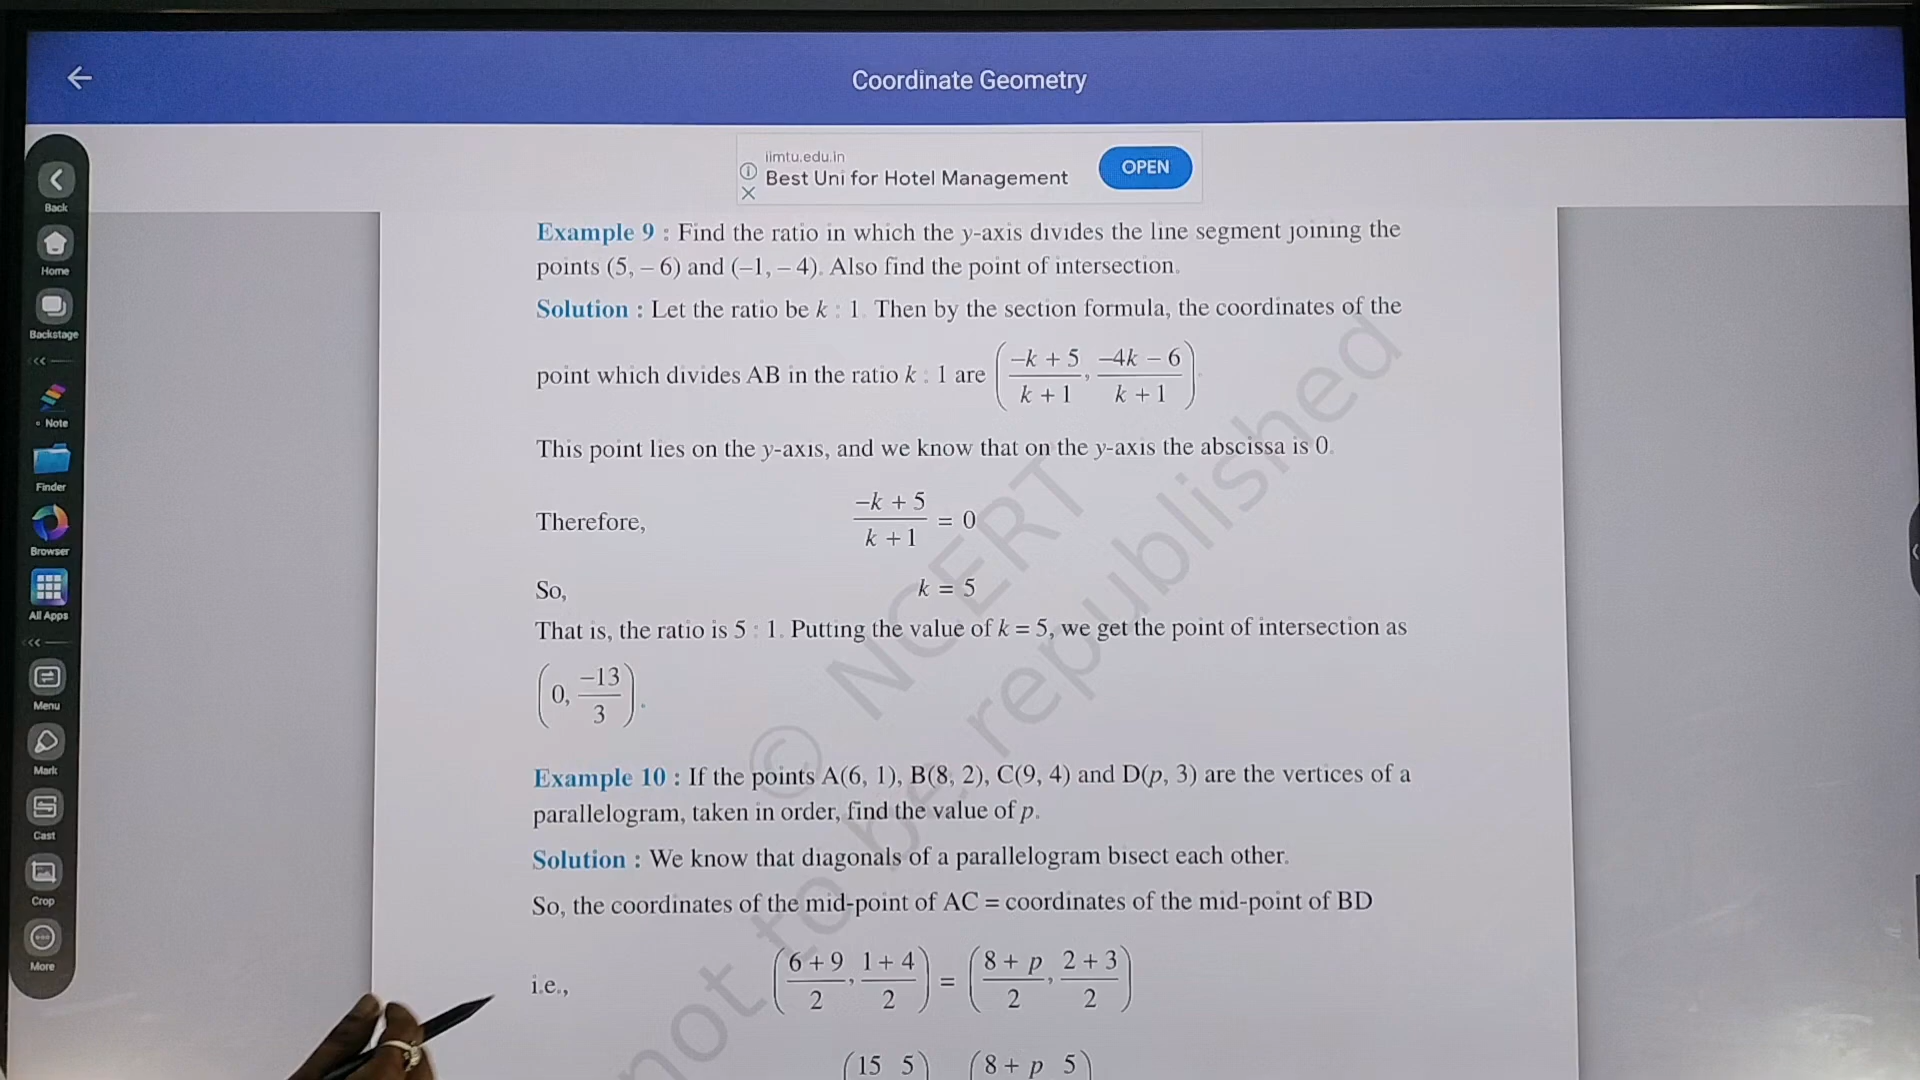 Coordinate Geometry
iimtu.edu.in
Best Uni for Hotel Management
OPEN
Back
Home
Backstage
Note
Finder
Browser
All Apps
Menu
Mark
Cast
Crop
More
Example 9 : Find the ratio in which the y-axis divides the line segment joining the
points (5, – 6) and (–1, – 4). Also find the point of intersection.
Solution : Let the ratio be k : 1. Then by the section formula, the coordinates of the
point which divides AB in the ratio k : 1 are (–k + 5 / k + 1, –4k – 6 / k + 1).
This point lies on the y-axis, and we know that on the y-axis the abscissa is 0.
Therefore, –k + 5 / k + 1 = 0
So, k = 5
That is, the ratio is 5 : 1. Putting the value of k = 5, we get the point of intersection as
(0, –13 / 3).
Example 10 : If the points A(6, 1), B(8, 2), C(9, 4) and D(p, 3) are the vertices of a
parallelogram, taken in order, find the value of p.
Solution : We know that diagonals of a parallelogram bisect each other.
So, the coordinates of the mid-point of AC = coordinates of the mid-point of BD
i.e., (6 + 9 / 2, 1 + 4 / 2) = (8 + p / 2, 2 + 3 / 2)
(15 5) (8 + p 5)
© NCERT
not to be republished